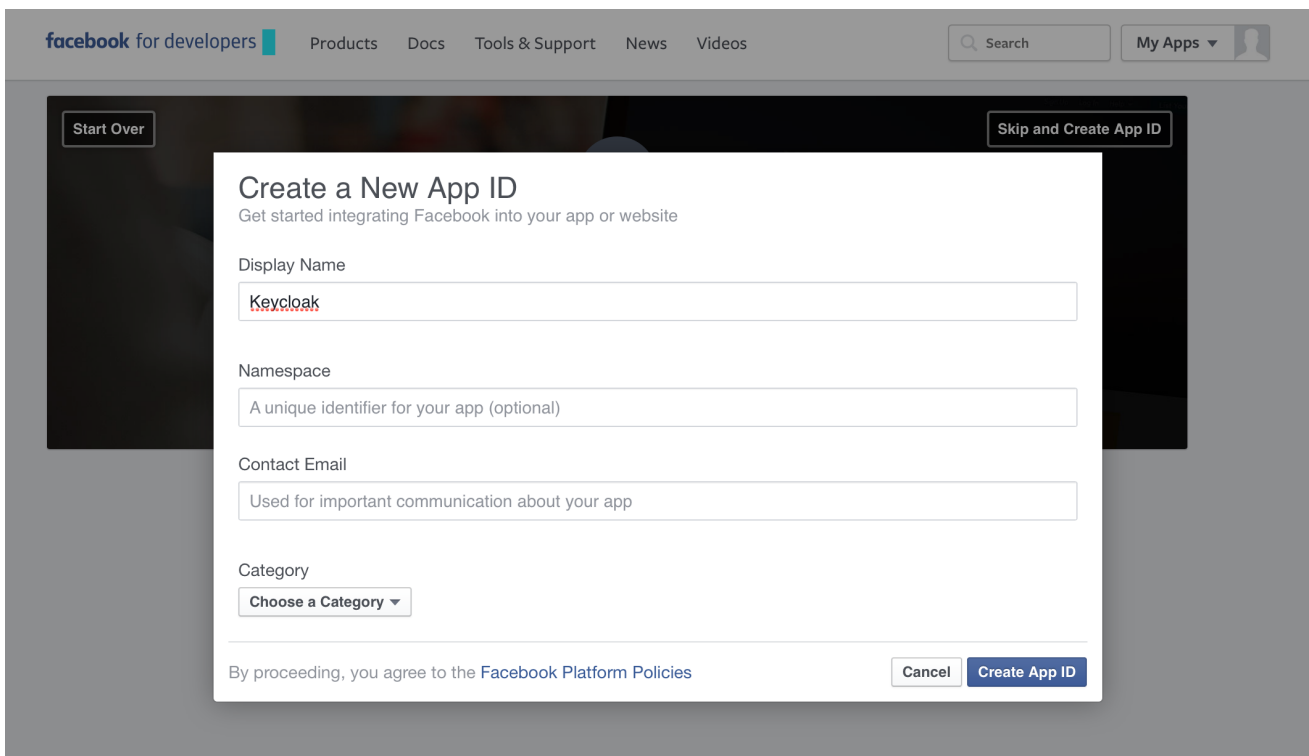 facebook for developers Products Docs Tools & Support News Videos Search My Apps
Start Over Skip and Create App ID
Create a New App ID
Get started integrating Facebook into your app or website
Display Name
Keycloak
Namespace
A unique identifier for your app (optional)
Contact Email
Used for important communication about your app
Category
Choose a Category
By proceeding, you agree to the Facebook Platform Policies Cancel Create App ID